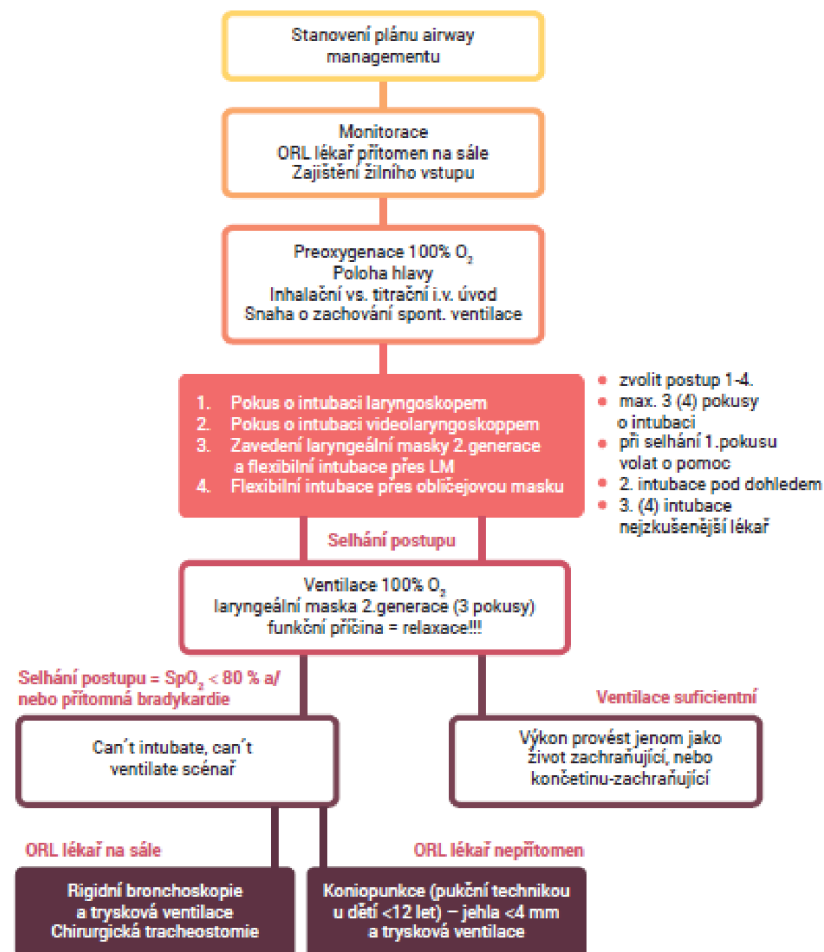 Stanovení plánu airway
managementu
Monitorace
ORL lékař přítomen na sále
Zajištění žilního vstupu
Preoxygenace 100% O₂
Poloha hlavy
Inhalační vs. titrační i.v. úvod
Snaha o zachování spont. ventilace
1. Pokus o intubaci laryngoskopem
2. Pokus o intubaci videolaryngoskoppem
3. Zavedení laryngeální masky 2.generace
a flexibilní intubace přes LM
4. Flexibilní intubace přes obličejovou masku
• zvolit postup 1-4.
• max. 3 (4) pokusy
o intubaci
• při selhání 1.pokusu
volat o pomoc
• 2. intubace pod dohledem
• 3. (4) intubace
nejzkušenější lékař
Selhání postupu
Ventilace 100% O₂
laryngeální maska 2.generace (3 pokusy)
funkční příčina = relaxace!!!
Selhání postupu = SpO₂ < 80 % a/
nebo přítomná bradykardie
Can´t intubate, can´t
ventilate scénař
Ventilace suficientní
Výkon provést jenom jako
život zachraňující, nebo
končetinu-zachraňující
ORL lékař na sále
Rigidní bronchoskopie
a trysková ventilace
Chirurgická tracheostomie
ORL lékař nepřítomen
Koniopunkce (pukční technikou
u dětí <12 let) – jehla <4 mm
a trysková ventilace